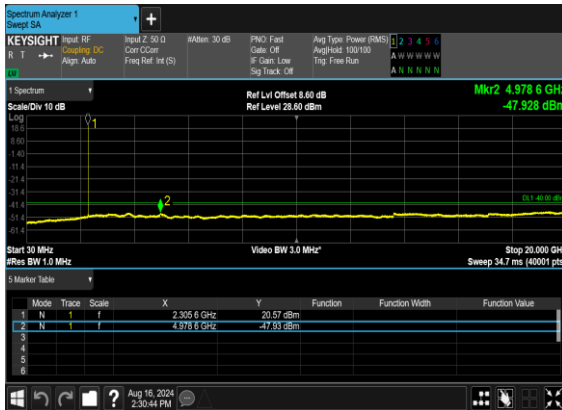 Spectrum Analyzer 1
Swept SA
+
KEYSIGHT Input: RF Input Z: 50 Ω #Atten: 30 dB PNO: Fast Avg Type: Power (RMS) 1 2 3 4 5 6
R T Coupling: DC Corr CCorr Gate: Off Avg|Hold: 100/100 A W W W W W
Align: Auto Freq Ref: Int (S) IF Gain: Low Trig: Free Run
Sig Track: Off A N N N N N
1 Spectrum
Scale/Div 10 dB
Ref Lvl Offset 8.60 dB
Ref Level 28.60 dBm
Mkr2 4.978 6 GHz
-47.928 dBm
Log
18.6
8.60
-1.40
-11.4
-21.4
-31.4
-41.4
-51.4
-61.4
1
2
DL1 -40.00 dB
Start 30 MHz Video BW 3.0 MHz* Stop 20.000 GH
#Res BW 1.0 MHz Sweep 34.7 ms (40001 pts
5 Marker Table
Mode Trace Scale X Y Function Function Width Function Value
1 N 1 f 2.305 6 GHz 20.57 dBm
2 N 1 f 4.978 6 GHz -47.93 dBm
3
4
5
6
? Aug 16, 2024
2:30:44 PM